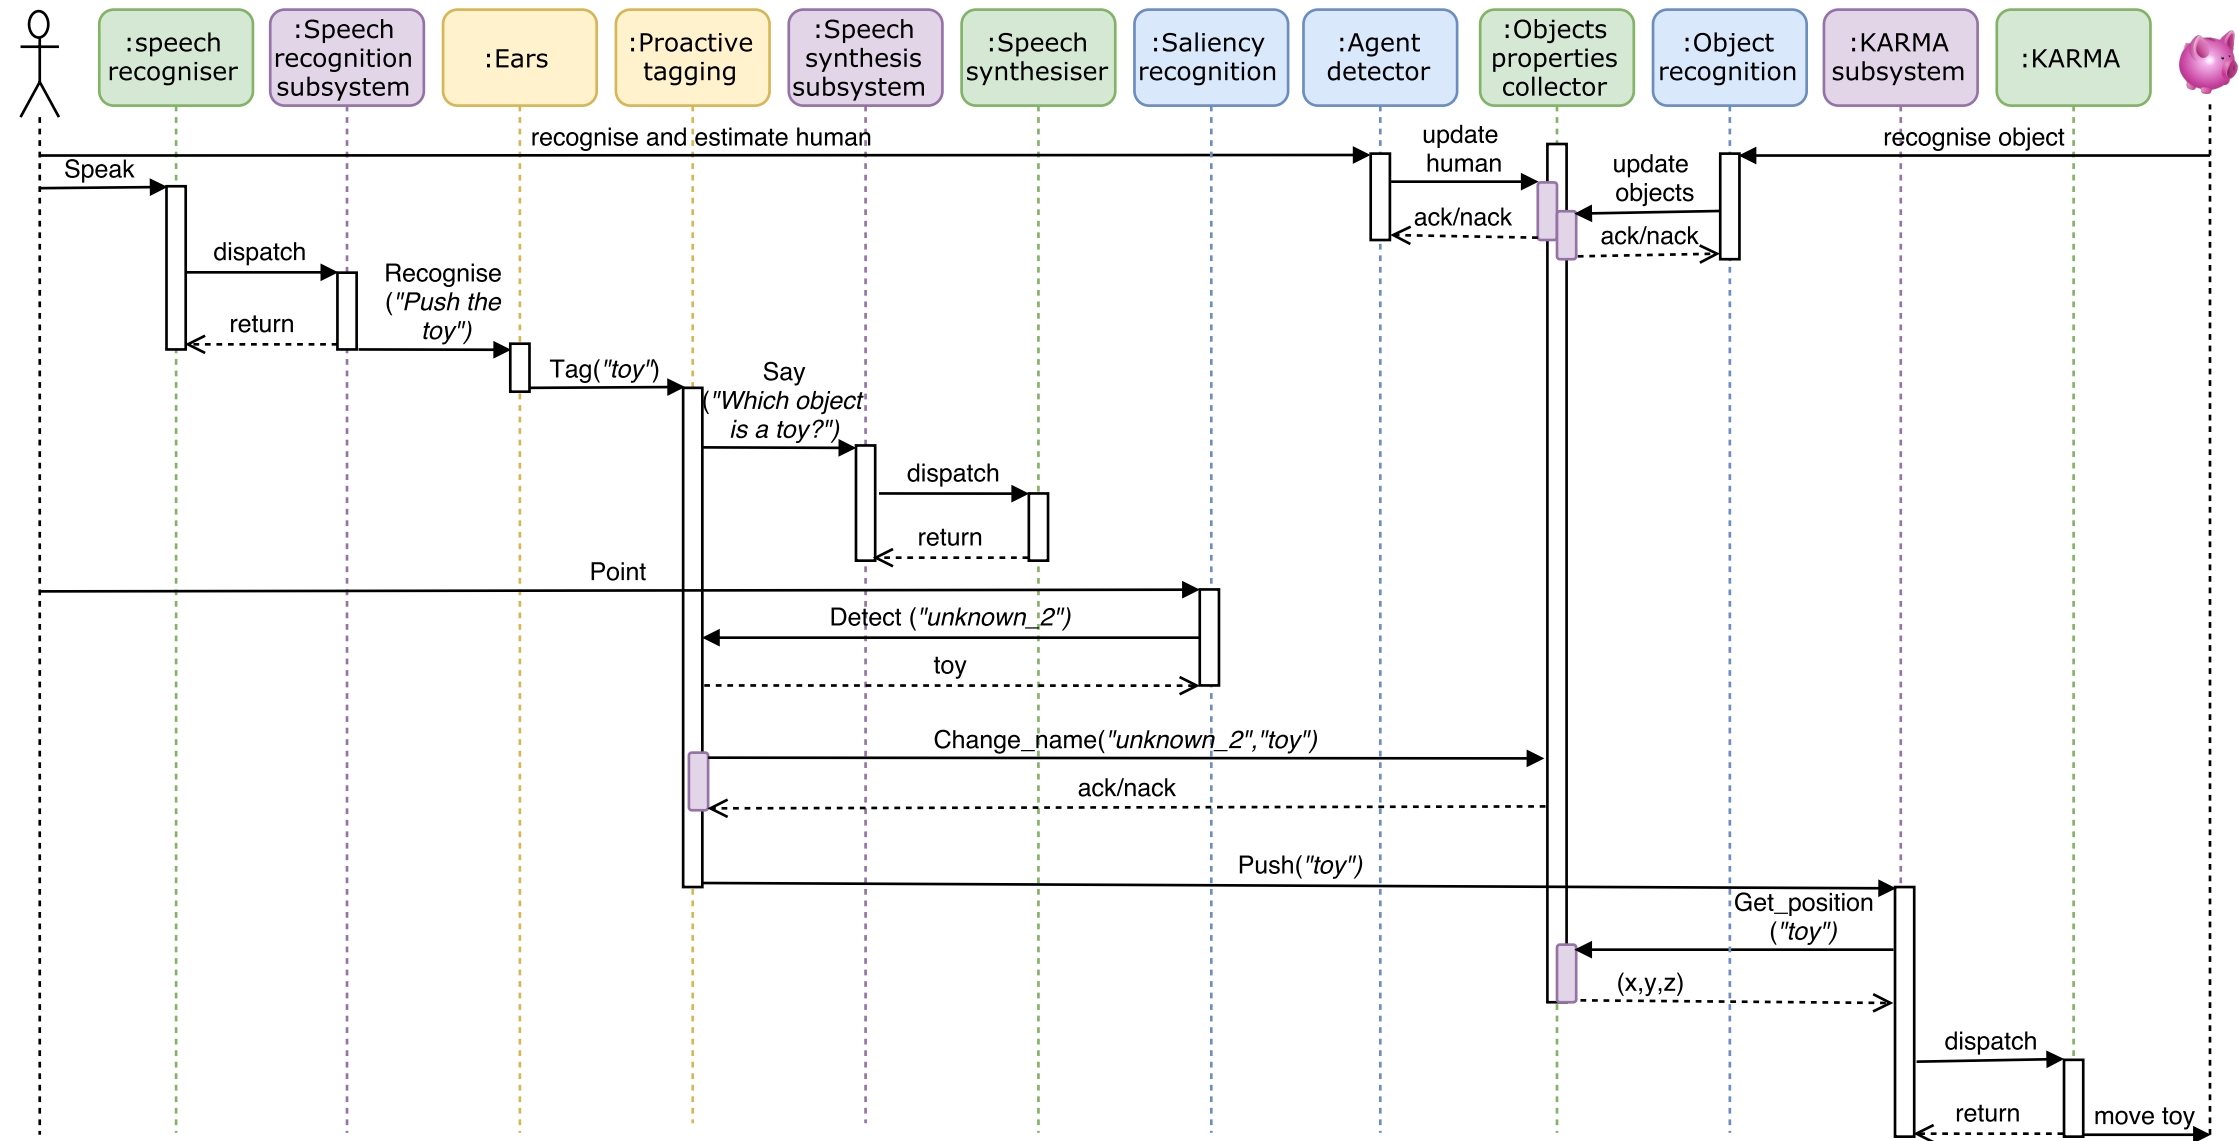 :speech
recogniser
:Speech
recognition
subsystem
:Ears
:Proactive
tagging
:Speech
synthesis
subsystem
:Speech
synthesiser
:Saliency
recognition
:Agent
detector
:Objects
properties
collector
:Object
recognition
:KARMA
subsystem
:KARMA
recognise and estimate human
update
human
recognise object
Speak
update
objects
ack/nack
ack/nack
dispatch
Recognise
("Push the
toy")
return
Tag("toy")
Say
("Which object
is a toy?")
dispatch
return
Point
Detect ("unknown_2")
toy
Change_name("unknown_2","toy")
ack/nack
Push("toy")
Get_position
("toy")
(x,y,z)
dispatch
return
move toy